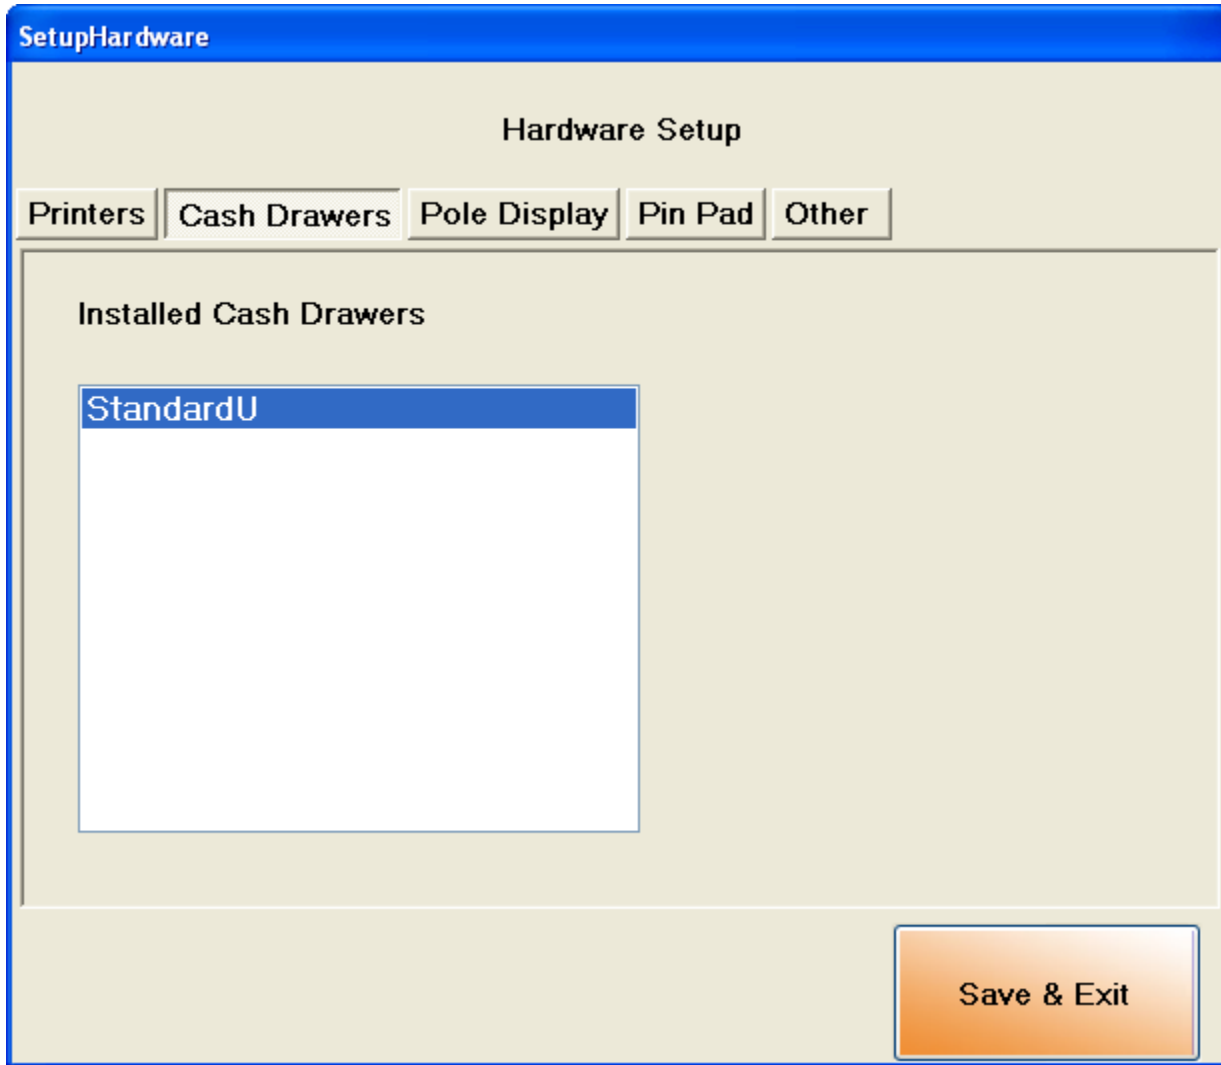 SetupHardware
Hardware Setup
Printers Cash Drawers Pole Display Pin Pad Other
Installed Cash Drawers
StandardU
Save & Exit